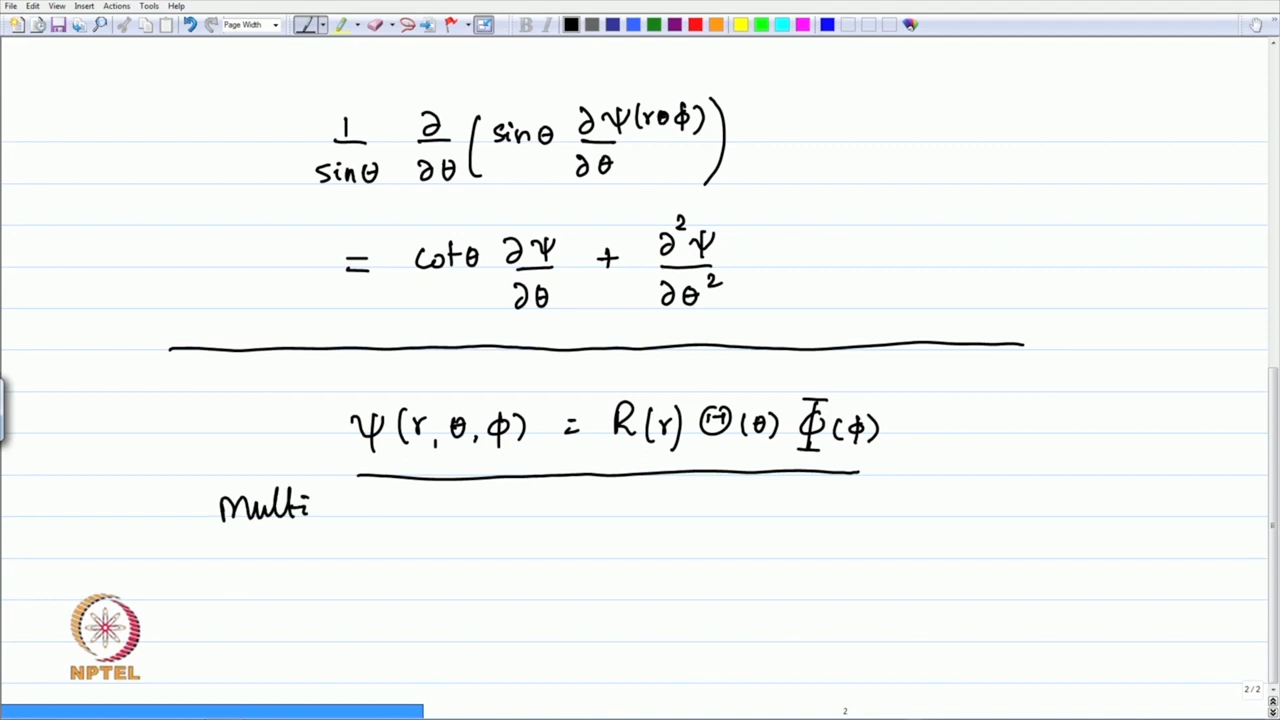 File Edit View Insert Actions Tools Help
Page Width
1/sinθ ∂/∂θ (sinθ ∂ψ(rθϕ)/∂θ)
= cotθ ∂ψ/∂θ + ∂²ψ/∂θ²
ψ(r, θ, ϕ) = R(r) Θ(θ) Φ(ϕ)
Multi
NPTEL
2 / 2
2